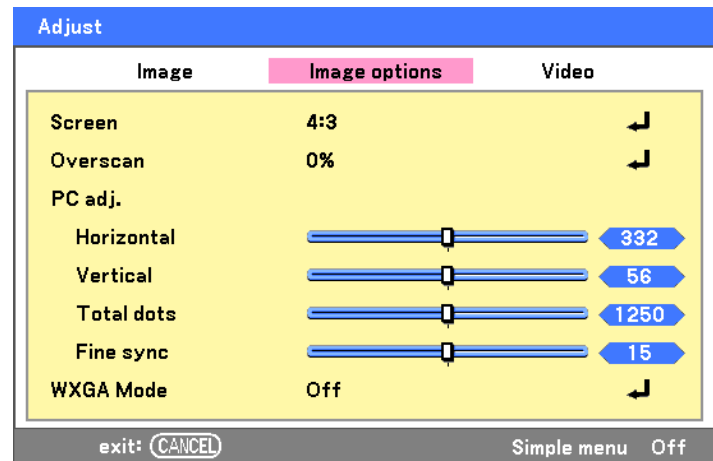 Adjust
Image Image options Video
Screen 4:3
Overscan 0%
PC adj.
Horizontal 332
Vertical 56
Total dots 1250
Fine sync 15
WXGA Mode Off
exit: CANCEL Simple menu Off